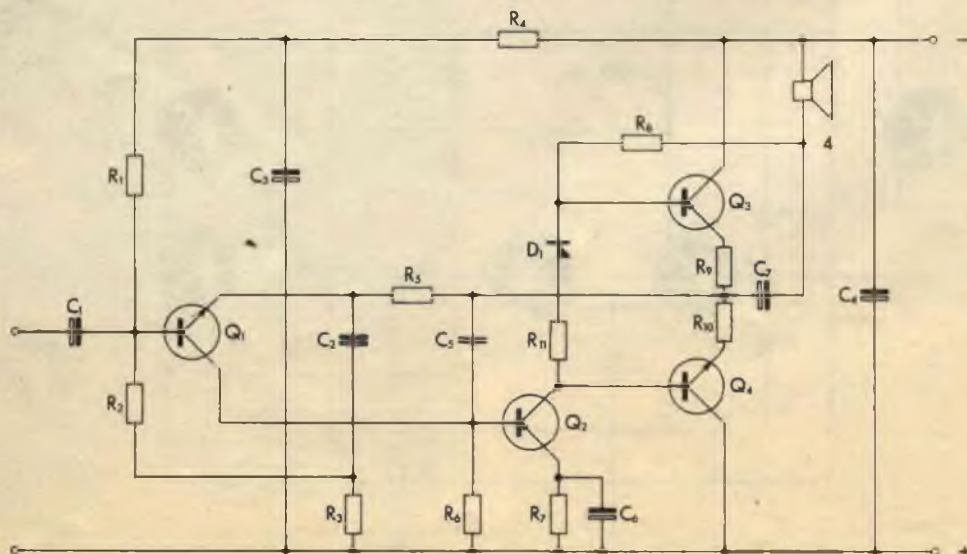 R₄
R₈
4
R₁
C₃
Q₃
D₁
R₉
C₇
R₅
C₄
C₁
Q₁
C₂
C₅
R₁₁
R₁₀
R₂
Q₄
Q₂
R₃
R₆
R₇
C₆
+